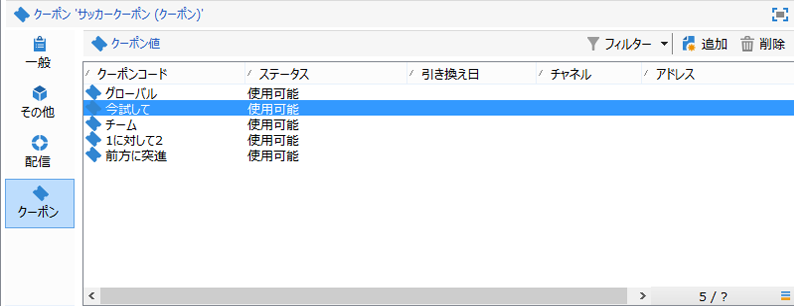 クーポン 'サッカークーポン (クーポン)'
一般
その他
配信
クーポン
クーポン値
フィルター 追加 削除
クーポンコード ステータス 引き換え日 チャネル アドレス
グローバル 使用可能
今試して 使用可能
チーム 使用可能
1に対して2 使用可能
前方に突進 使用可能
5 / ?